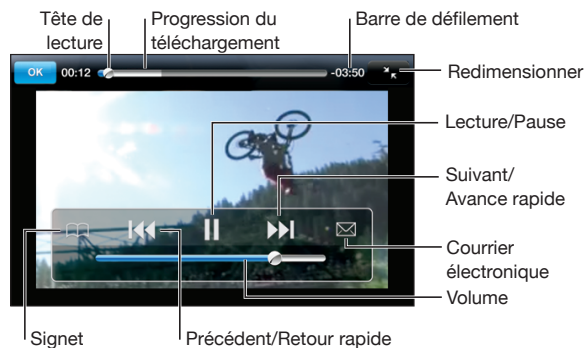 Tête de
lecture
Progression du
téléchargement
Barre de défilement
OK
00:12
-03:50
Redimensionner
Lecture/Pause
Suivant/
Avance rapide
Courrier
électronique
Volume
Signet
Précédent/Retour rapide